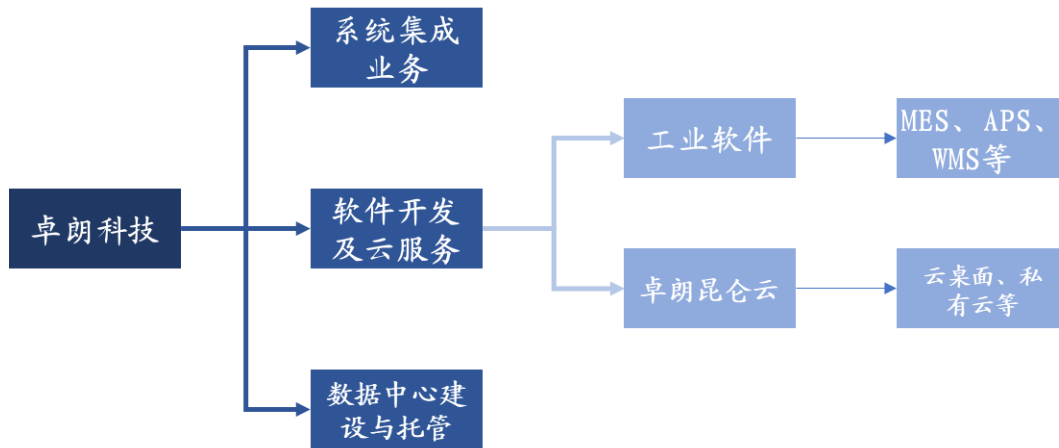 卓朗科技
系统集成
业务
软件开发
及云服务
数据中心建
设与托管
工业软件
卓朗昆仑云
MES、APS、
WMS等
云桌面、私
有云等